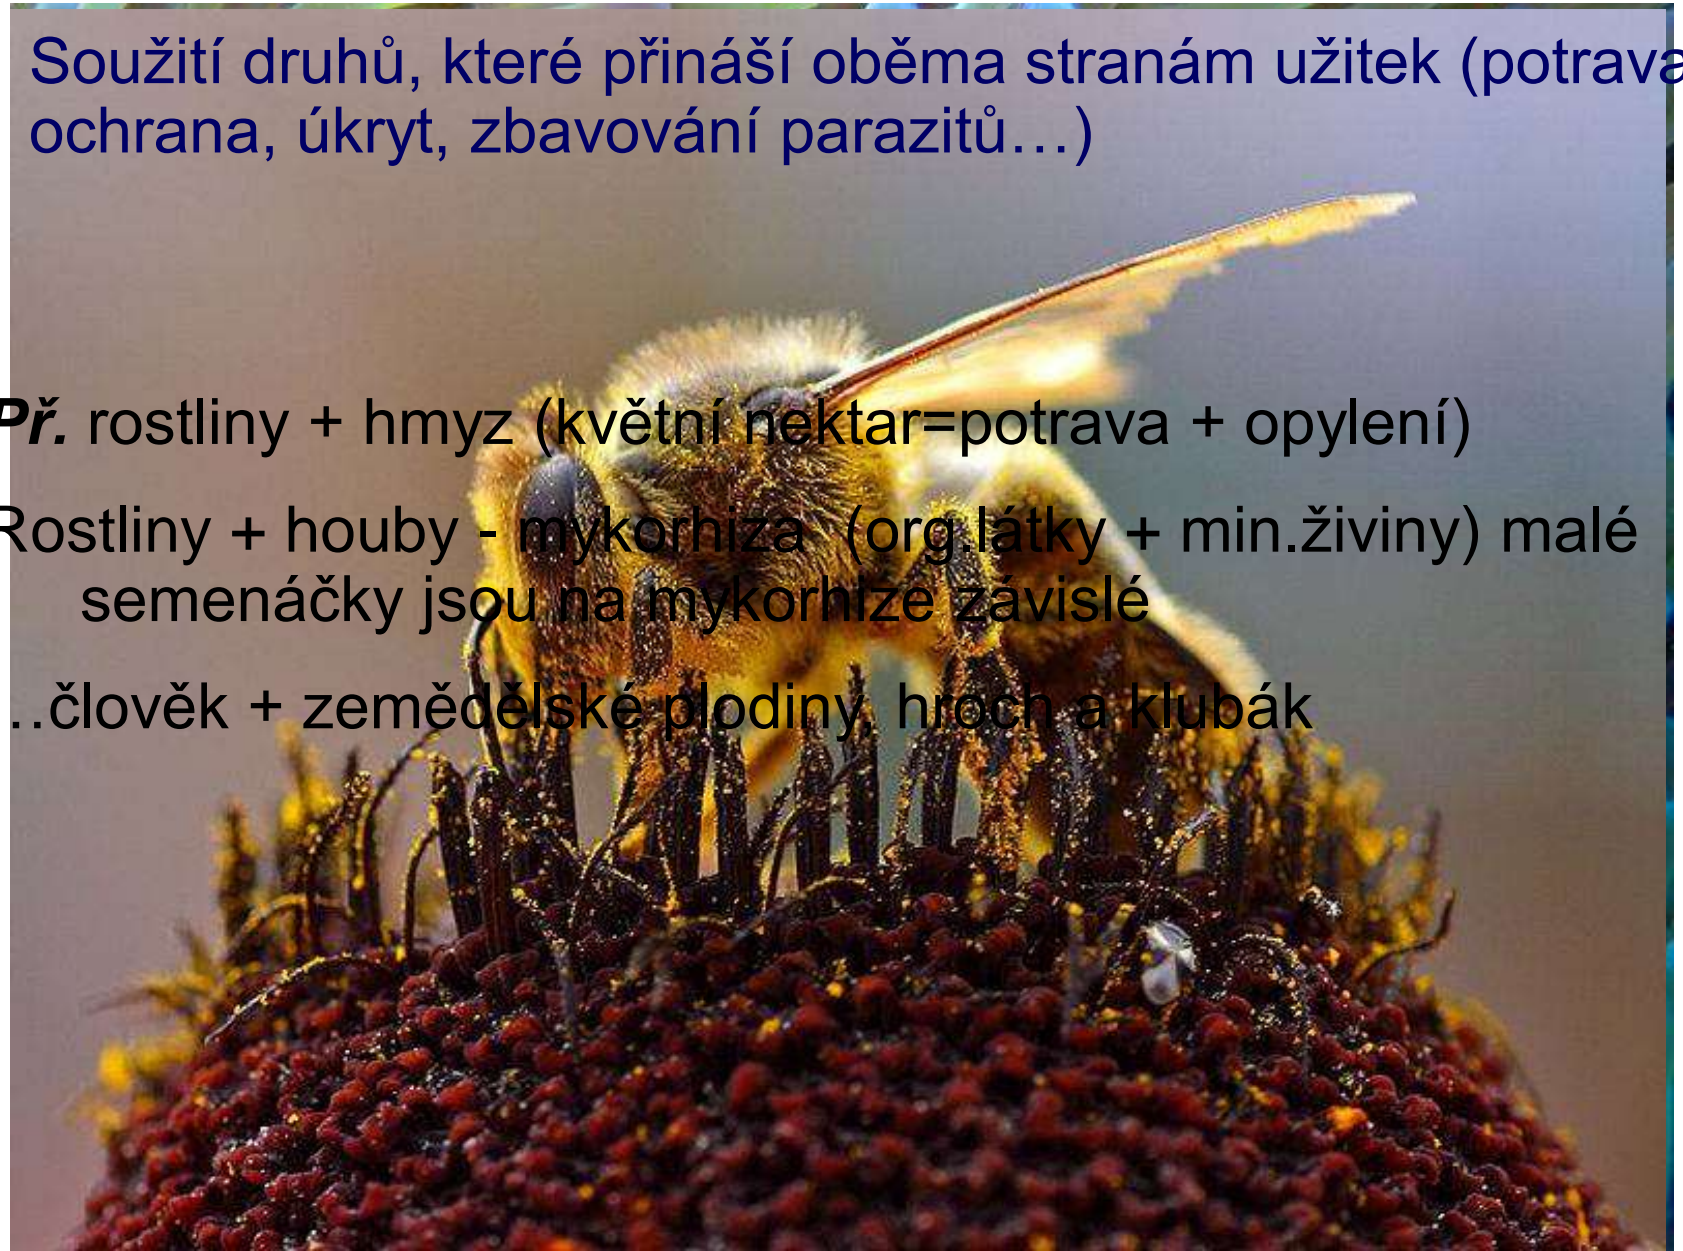 Soužití druhů, které přináší oběma stranám užitek (potrava
ochrana, úkryt, zbavování parazitů…)
Př. rostliny + hmyz (květní nektar=potrava + opylení)
Rostliny + houby - mykorhiza  (org.látky + min.živiny) malé
semenáčky jsou na mykorhize závislé
..člověk + zemědělské plodiny, hroch a klubák